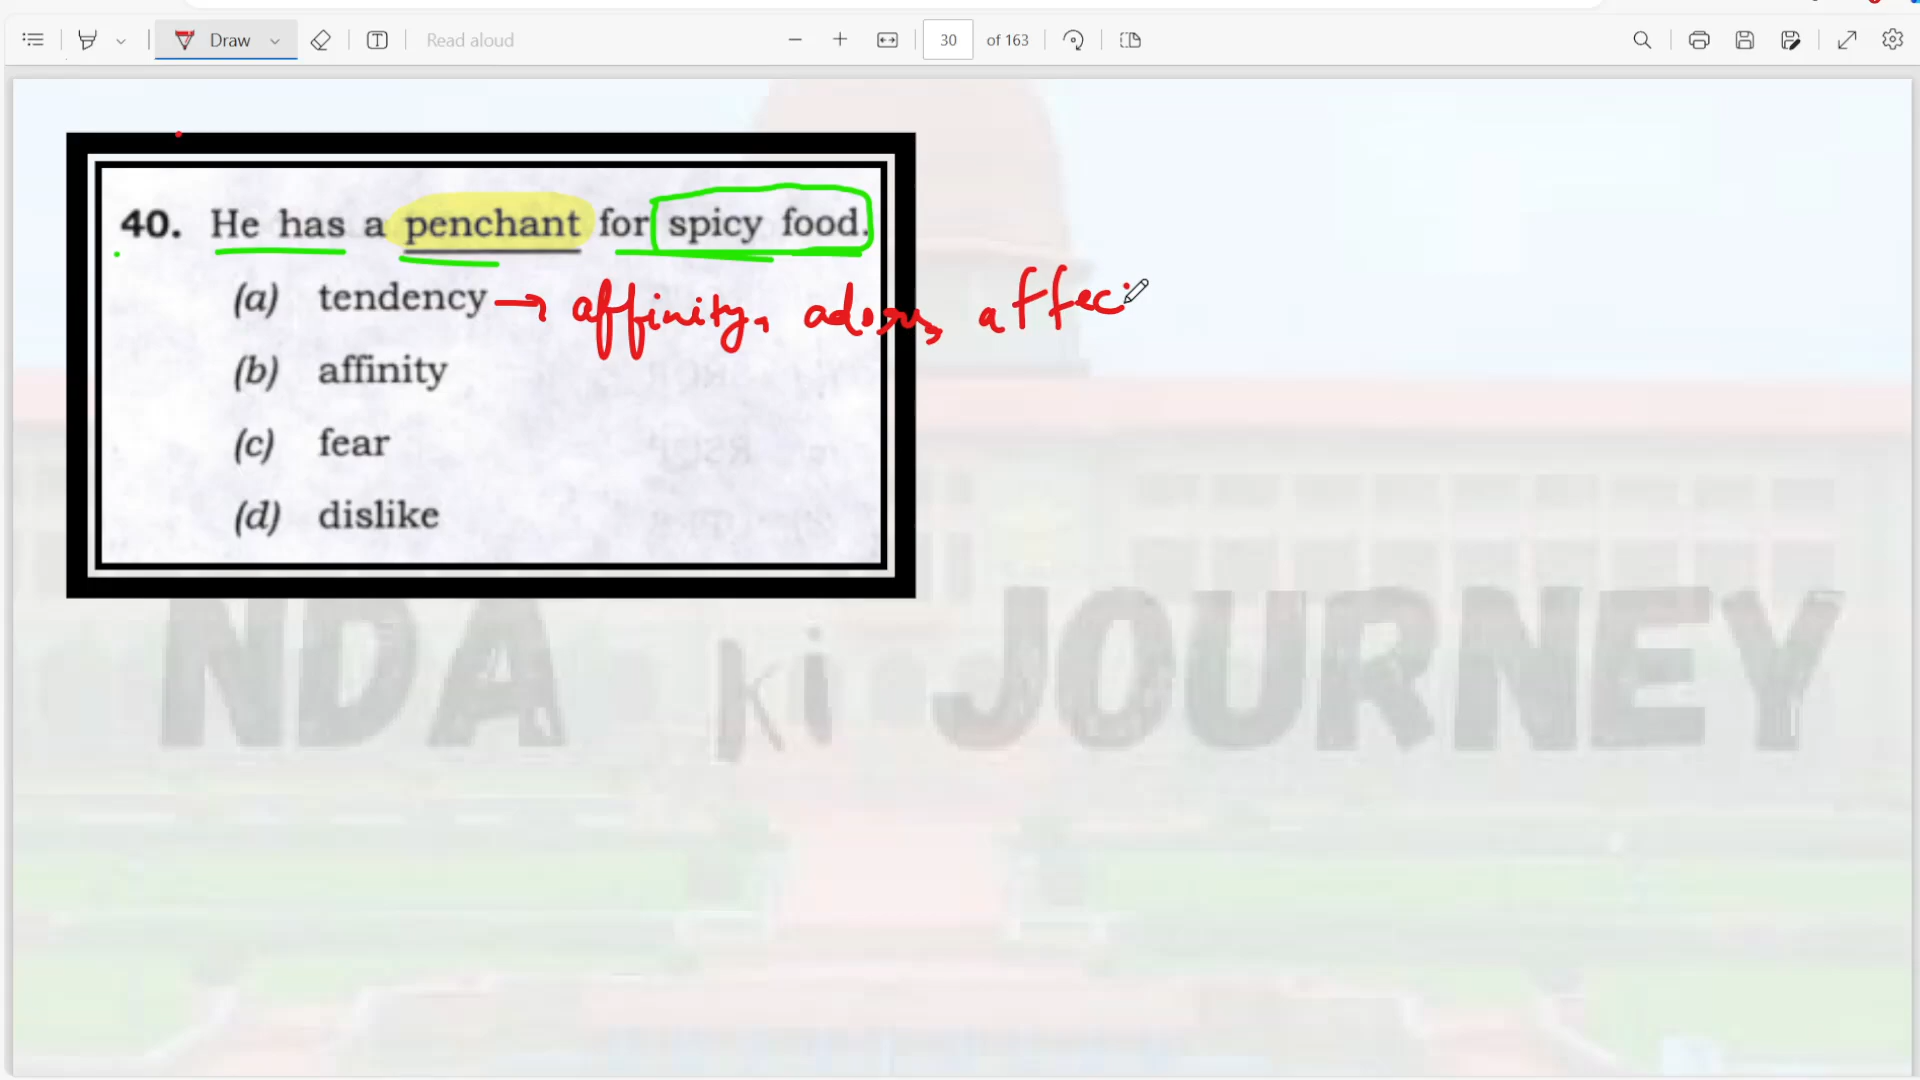 Draw
Read aloud
30 of 163
40. He has a penchant for spicy food.
(a) tendency → affinity, adore, affec
(b) affinity
(c) fear
(d) dislike
NDA ki JOURNEY